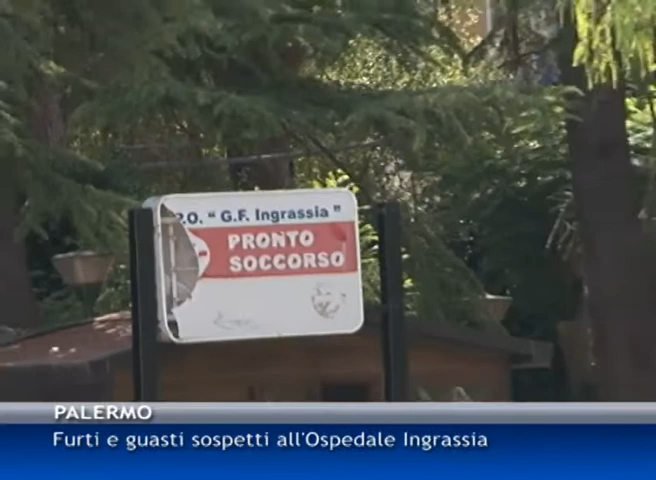 P.O. " G.F. Ingrassia "
PRONTO
SOCCORSO
PALERMO
Furti e guasti sospetti all'Ospedale Ingrassia